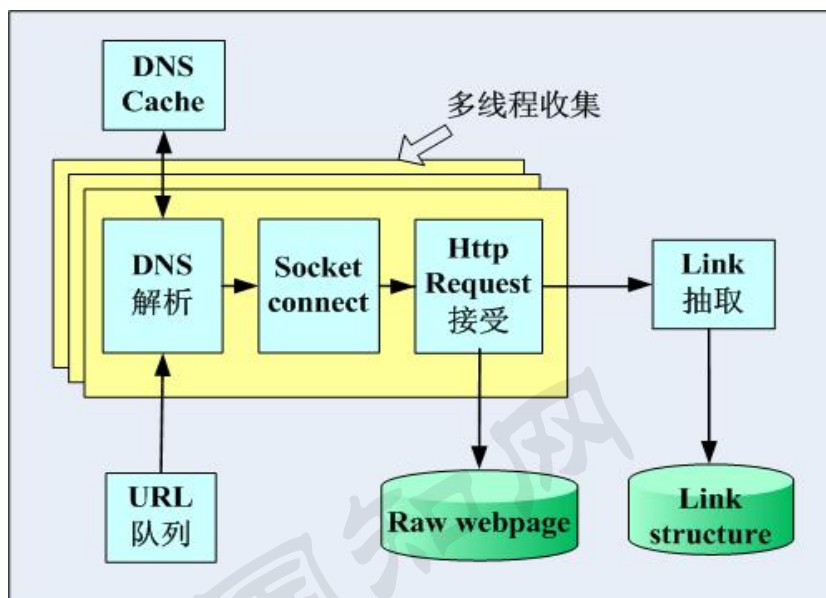 DNS
Cache
多线程收集
DNS
解析
Socket
connect
Http
Request
接受
Link
抽取
URL
队列
Raw webpage
Link
structure